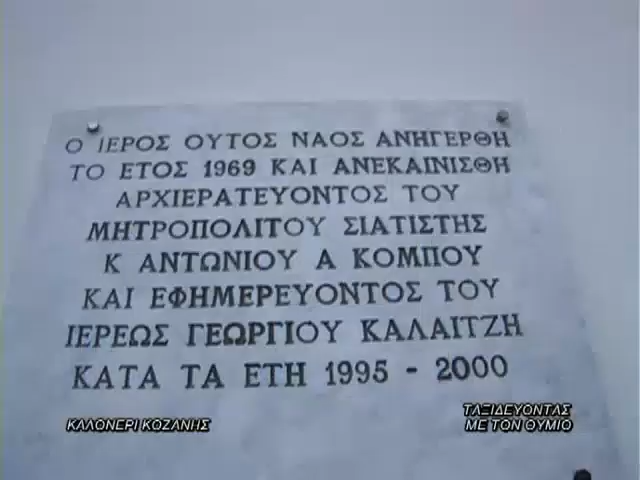 Ο ΙΕΡΟΣ ΟΥΤΟΣ ΝΑΟΣ ΑΝΗΓΕΡΘΗ
ΤΟ ΕΤΟΣ 1969 ΚΑΙ ΑΝΕΚΑΙΝΙΣΘΗ
ΑΡΧΙΕΡΑΤΕΥΟΝΤΟΣ ΤΟΥ
ΜΗΤΡΟΠΟΛΙΤΟΥ ΣΙΑΤΙΣΤΗΣ
Κ ΑΝΤΩΝΙΟΥ Α ΚΟΜΠΟΥ
ΚΑΙ ΕΦΗΜΕΡΕΥΟΝΤΟΣ ΤΟΥ
ΙΕΡΕΩΣ ΓΕΩΡΓΙΟΥ ΚΑΛΑΙΤΖΗ
ΚΑΤΑ ΤΑ ΕΤΗ 1995 - 2000
ΚΑΛΟΝΕΡΙ ΚΟΖΑΝΗΣ
ΤΑΞΙΔΕΥΟΝΤΑΣ
ΜΕ ΤΟΝ ΘΥΜΙΟ